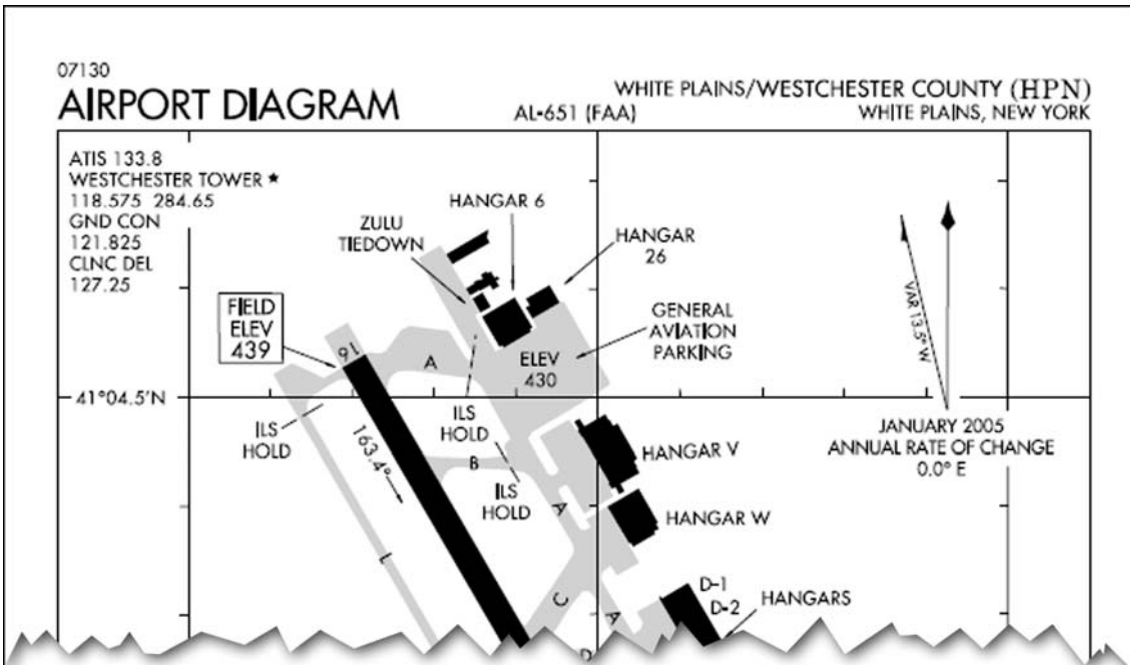 07130
AIRPORT DIAGRAM
AL-651 (FAA)
WHITE PLAINS/WESTCHESTER COUNTY (HPN)
WHITE PLAINS, NEW YORK
ATIS 133.8
WESTCHESTER TOWER ★
118.575 284.65
GND CON
121.825
CLNC DEL
127.25
HANGAR 6
ZULU
TIEDOWN
HANGAR
26
FIELD
ELEV
439
GENERAL
AVIATION
PARKING
VAR 13.5° W
16
A
ELEV
430
41°04.5'N
ILS
HOLD
ILS
HOLD
163.4°
JANUARY 2005
ANNUAL RATE OF CHANGE
0.0° E
HANGAR V
B
ILS
HOLD
A
HANGAR W
L
D-1
D-2
HANGARS
C
A